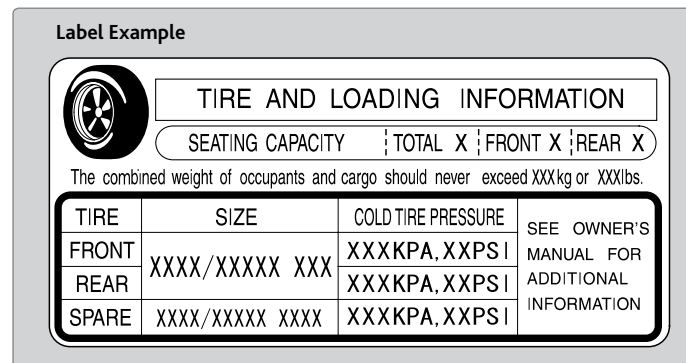 Label Example
TIRE AND LOADING INFORMATION
SEATING CAPACITY TOTAL X FRONT X REAR X
The combined weight of occupants and cargo should never exceed XXXkg or XXXlbs.
TIRE SIZE COLD TIRE PRESSURE
FRONT XXXX/XXXXX XXX XXXKPA,XXPSI
REAR XXXKPA,XXPSI
SPARE XXXX/XXXXX XXXX XXXKPA,XXPSI
SEE OWNER'S
MANUAL FOR
ADDITIONAL
INFORMATION